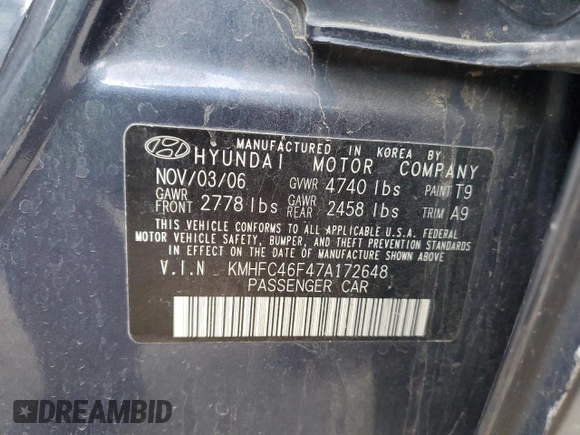 MANUFACTURED IN KOREA BY
HYUNDAI MOTOR COMPANY
NOV/03/06 GVWR 4740 lbs PAINT T9
GAWR FRONT 2778 lbs GAWR REAR 2458 lbs TRIM A9
THIS VEHICLE CONFORMS TO ALL APPLICABLE U.S.A. FEDERAL
MOTOR VEHICLE SAFETY, BUMPER, AND THEFT PREVENTION STANDARDS
IN EFFECT ON THE DATE OF MANUFACTURE SHOWN ABOVE.
V.I.N KMHFC46F47A172648
PASSENGER CAR
DREAMBID